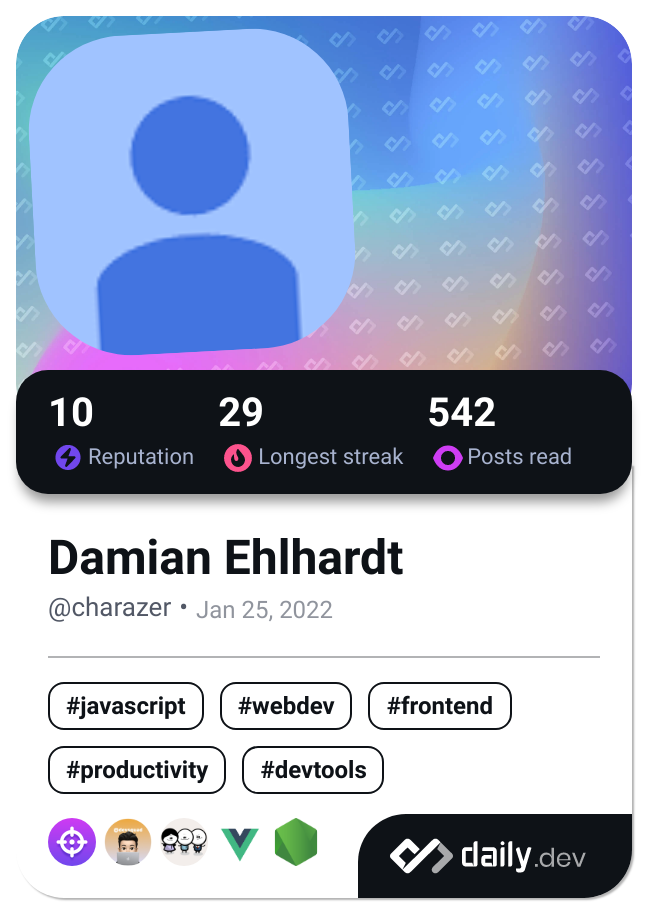 10 29 542
Reputation Longest streak Posts read
Damian Ehlhardt
@charazer • Jan 25, 2022
#javascript #webdev #frontend
#productivity #devtools
daily.dev